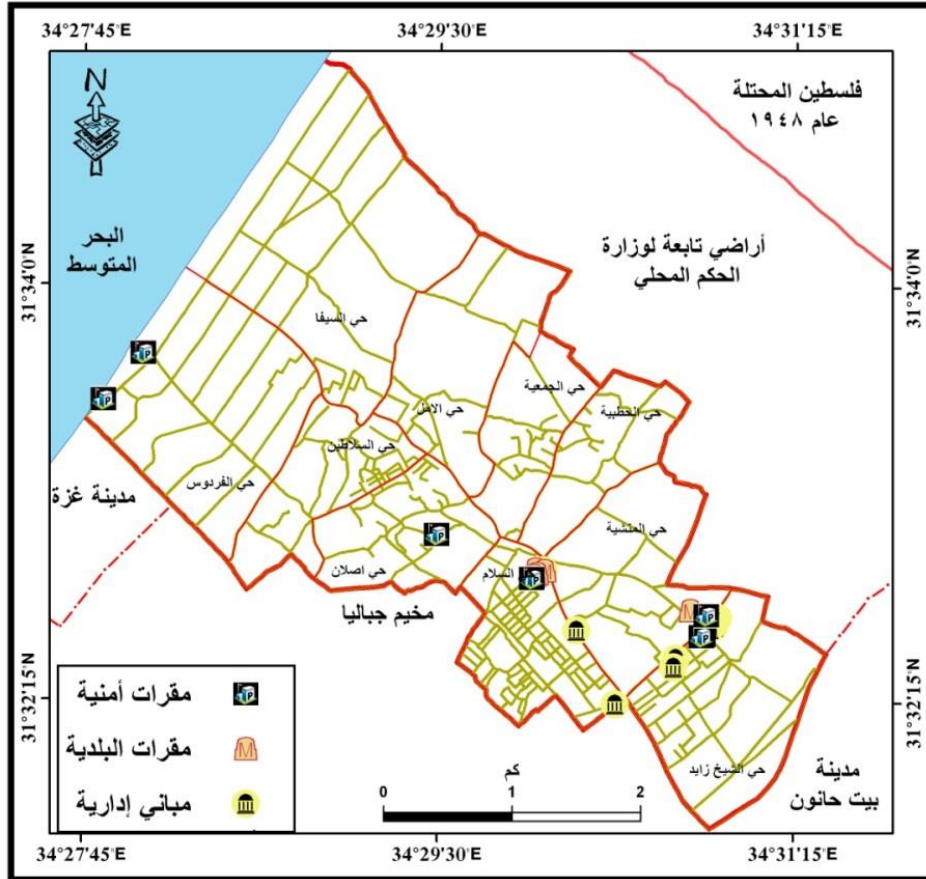 34°27'45"E
34°29'30"E
34°31'15"E
N
فلسطين المحتلة
عام ١٩٤٨
البحر
المتوسط
أراضي تابعة لوزارة
الحكم المحلي
31°34'0"N
31°34'0"N
حي السيفا
حي الجمعية
حي الامل
حي الحطبية
حي السلاطين
حي الفردوس
مدينة غزة
حي المنشية
السلام
حي اصلان
مخيم جباليا
31°32'15"N
31°32'15"N
مقرات أمنية
مقرات البلدية
M
مباني إدارية
حي الشيخ زايد
مدينة
بيت حانون
كم
0 1 2
34°27'45"E
34°29'30"E
34°31'15"E